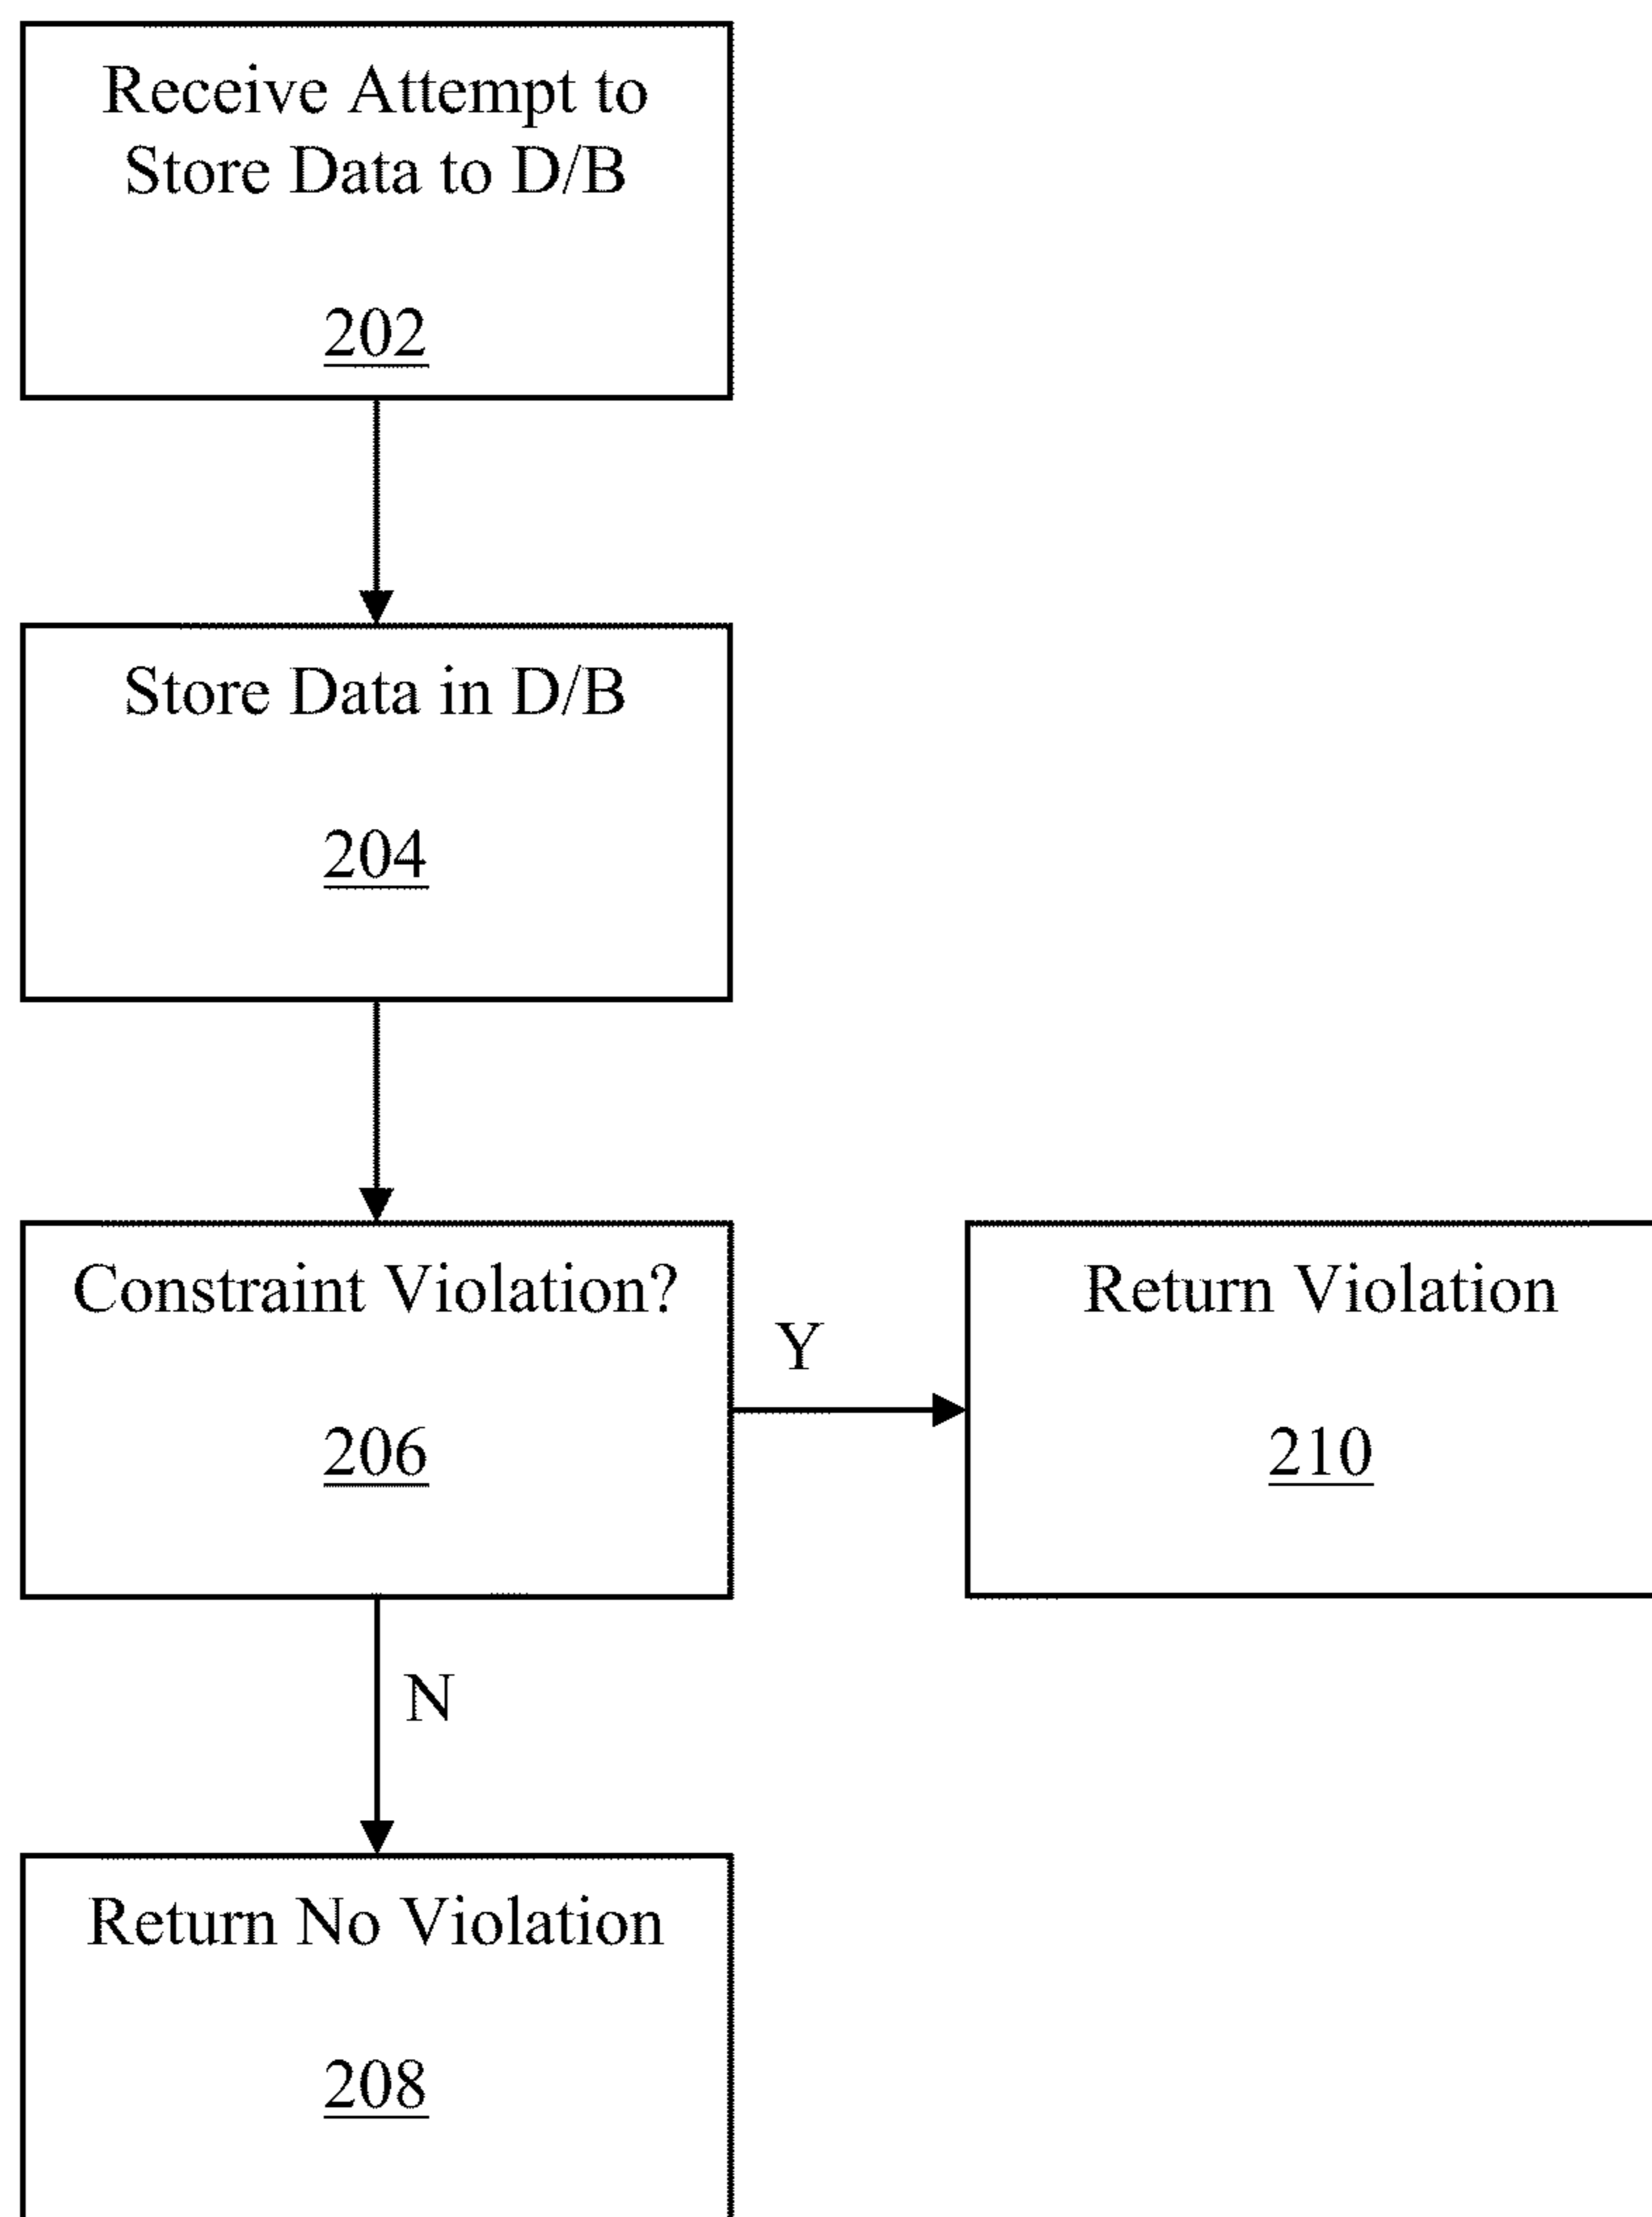 Receive Attempt to
Store Data to D/B
202
Store Data in D/B
204
Constraint Violation?
206
Y
Return Violation
210
N
Return No Violation
208